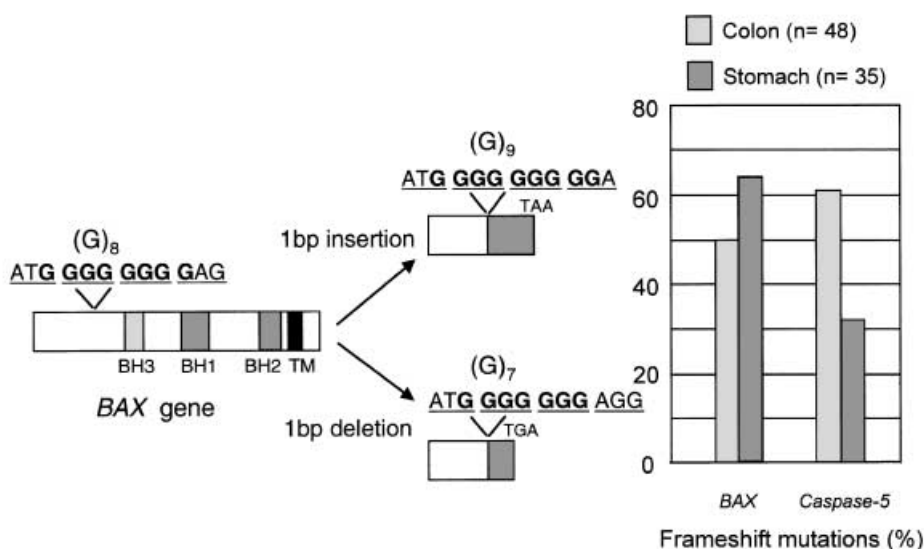 Colon (n= 48)
Stomach (n= 35)
(G)9
ATG GGG GGG GGA
TAA
1bp insertion
(G)8
ATG GGG GGG GAG
BH3 BH1 BH2 TM
BAX gene
(G)7
ATG GGG GGG AGG
TGA
1bp deletion
80
60
40
20
0
BAX Caspase-5
Frameshift mutations (%)